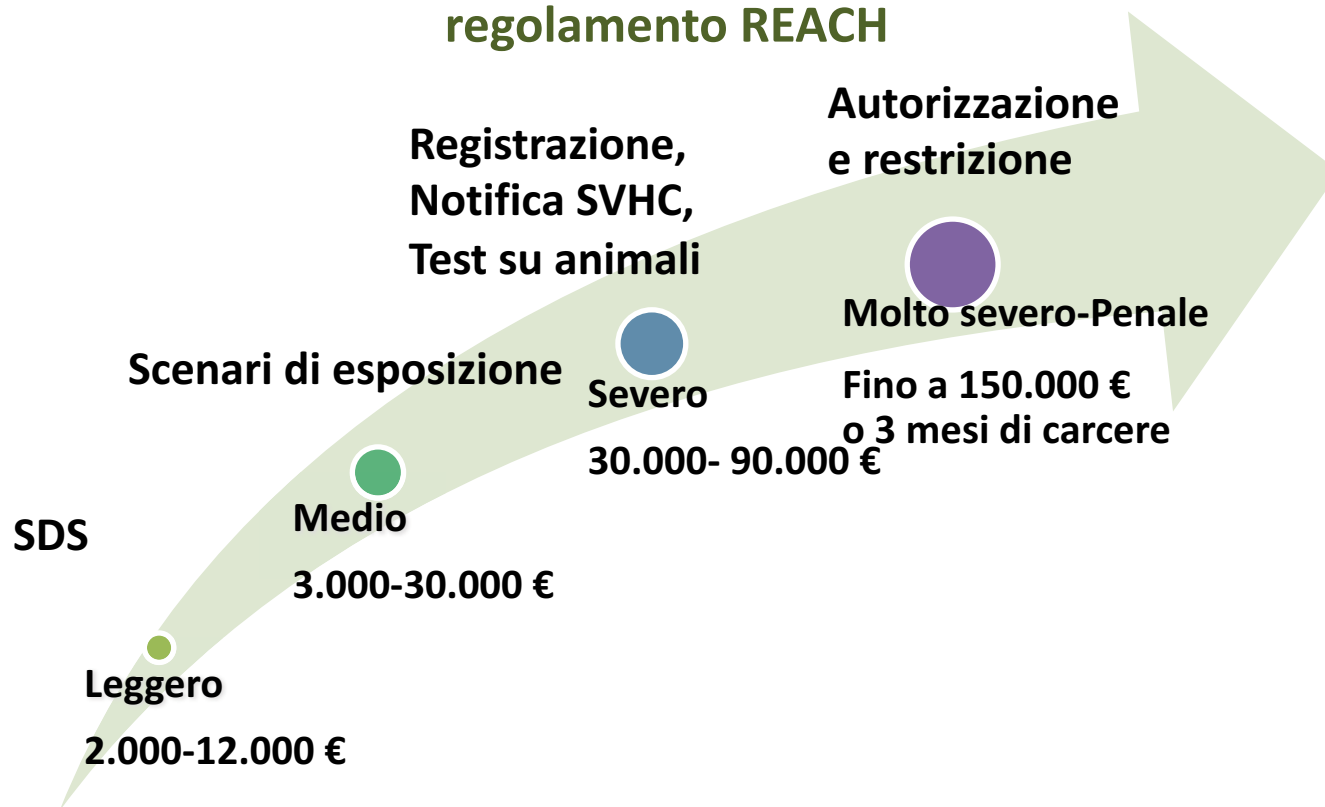 regolamento REACH
SDS
Leggero
2.000-12.000 €
Scenari di esposizione
Medio
3.000-30.000 €
Registrazione,
Notifica SVHC,
Test su animali
Severo
30.000- 90.000 €
Autorizzazione
e restrizione
Molto severo-Penale
Fino a 150.000 €
o 3 mesi di carcere